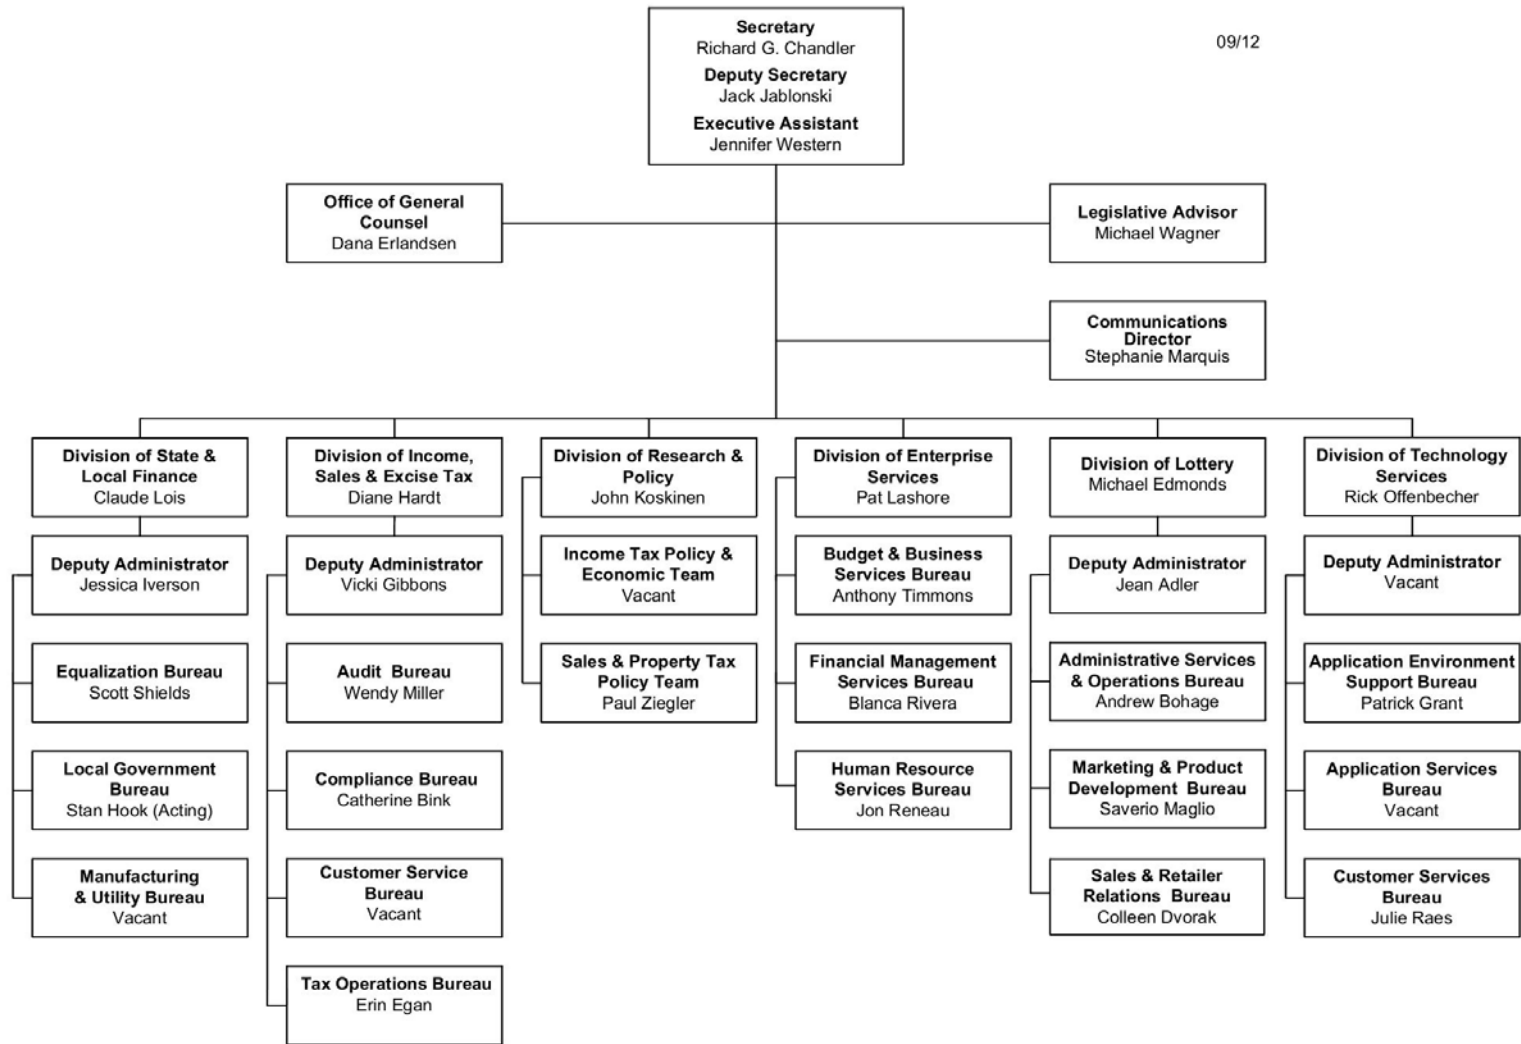 Secretary
Richard G. Chandler
Deputy Secretary
Jack Jablonski
Executive Assistant
Jennifer Western
09/12
Office of General
Counsel
Dana Erlandsen
Legislative Advisor
Michael Wagner
Communications
Director
Stephanie Marquis
Division of State &
Local Finance
Claude Lois
Deputy Administrator
Jessica Iverson
Equalization Bureau
Scott Shields
Local Government
Bureau
Stan Hook (Acting)
Manufacturing
& Utility Bureau
Vacant
Division of Income,
Sales & Excise Tax
Diane Hardt
Deputy Administrator
Vicki Gibbons
Audit Bureau
Wendy Miller
Compliance Bureau
Catherine Bink
Customer Service
Bureau
Vacant
Tax Operations Bureau
Erin Egan
Division of Research &
Policy
John Koskinen
Income Tax Policy &
Economic Team
Vacant
Sales & Property Tax
Policy Team
Paul Ziegler
Division of Enterprise
Services
Pat Lashore
Budget & Business
Services Bureau
Anthony Timmons
Financial Management
Services Bureau
Blanca Rivera
Human Resource
Services Bureau
Jon Reneau
Division of Lottery
Michael Edmonds
Deputy Administrator
Jean Adler
Administrative Services
& Operations Bureau
Andrew Bohage
Marketing & Product
Development Bureau
Saverio Maglio
Sales & Retailer
Relations Bureau
Colleen Dvorak
Division of Technology
Services
Rick Offenbecher
Deputy Administrator
Vacant
Application Environment
Support Bureau
Patrick Grant
Application Services
Bureau
Vacant
Customer Services
Bureau
Julie Raes